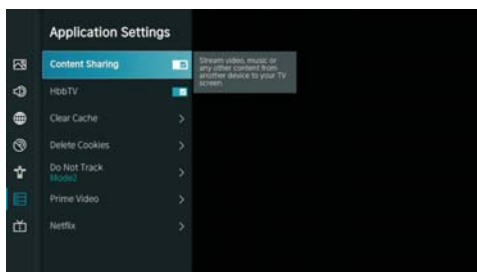 Application Settings
Content Sharing
Stream video, music or
any other content from
another device to your TV
screen.
HbbTV
Clear Cache
Delete Cookies
Do Not Track
Mode2
Prime Video
Netflix